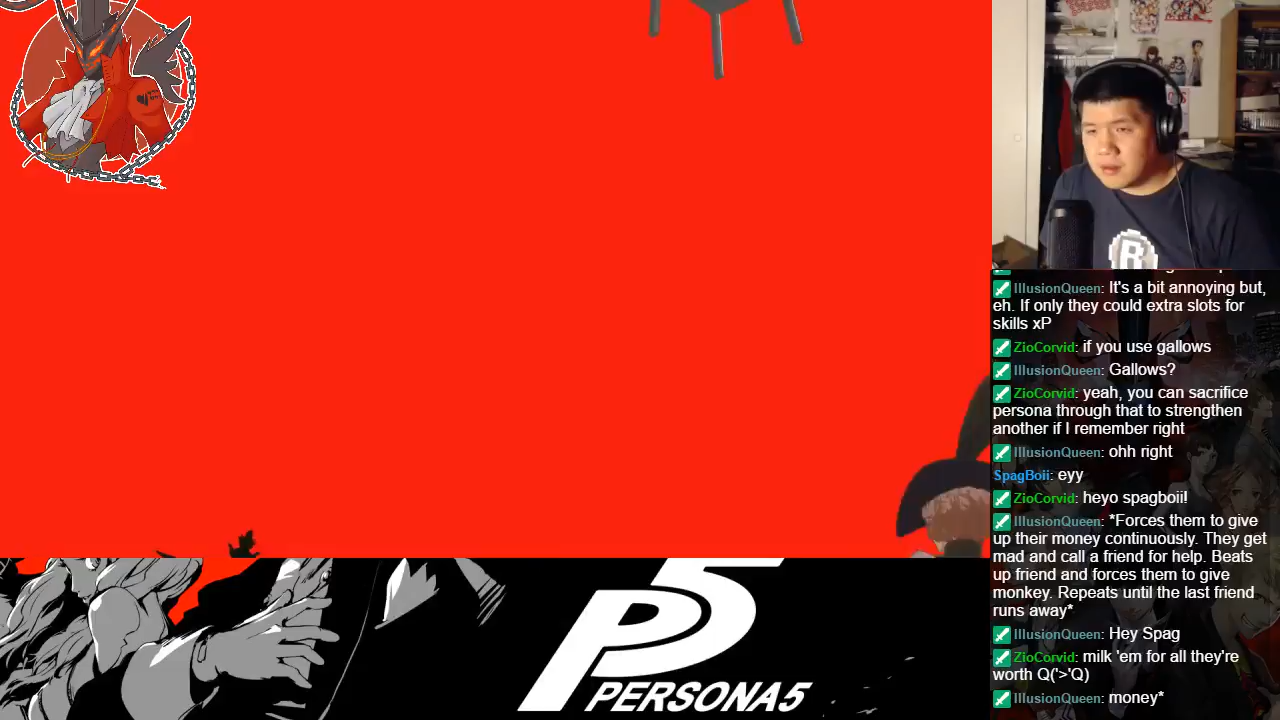 IllusionQueen: It's a bit annoying but,
eh. If only they could extra slots for
skills xP
ZioCorvid: if you use gallows
IllusionQueen: Gallows?
ZioCorvid: yeah, you can sacrifice
persona through that to strengthen
another if I remember right
IllusionQueen: ohh right
SpagBoii: eyy
ZioCorvid: heyo spagboii!
IllusionQueen: *Forces them to give
up their money continuously. They get
mad and call a friend for help. Beats
up friend and forces them to give
monkey. Repeats until the last friend
runs away*
IllusionQueen: Hey Spag
ZioCorvid: milk 'em for all they're
worth Q('>'Q)
IllusionQueen: money*
R
P5
PERSONA5